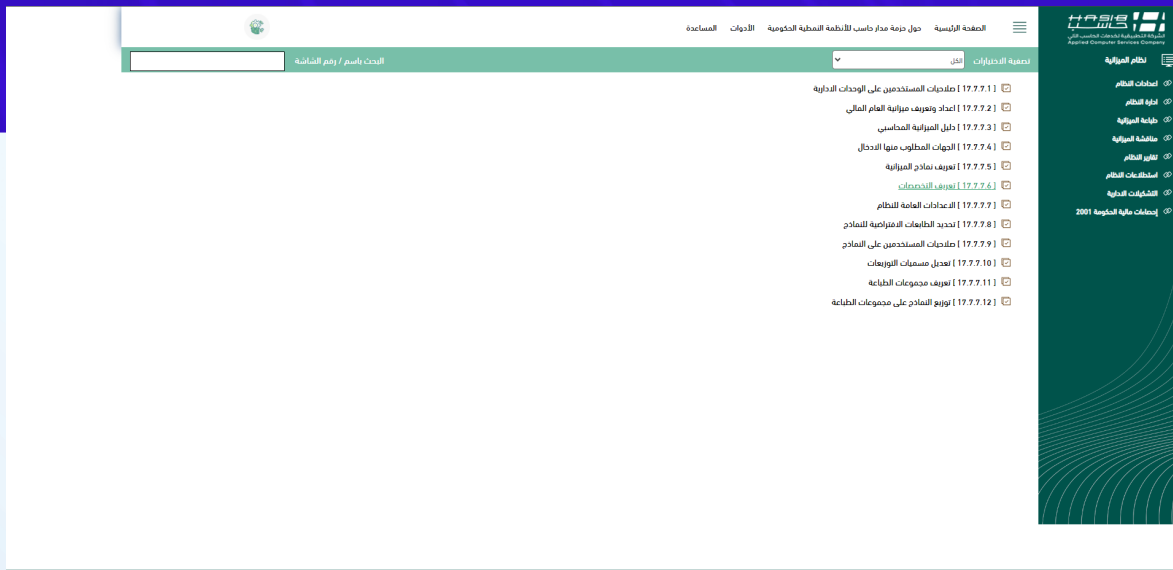 HASIB
حاسب
الشركة التطبيقية لخدمات الحاسب الآلي
Applied Computer Services Company
الصفحة الرئيسية حول حزمة مدار حاسب للأنظمة النمطية الحكومية الأدوات المساعدة
تصفية الاختيارات الكل البحث باسم / رقم الشاشة
نظام الميزانية
اعدادات النظام
ادارة النظام
طباعة الميزانية
مناقشة الميزانية
تقارير النظام
استطلاعات النظام
التشكيلات الادارية
إحصاءات مالية الحكومة 2001
[ 17.7.7.1 ] صلاحيات المستخدمين على الوحدات الادارية
[ 17.7.7.2 ] اعداد وتعريف ميزانية العام المالي
[ 17.7.7.3 ] دليل الميزانية المحاسبي
[ 17.7.7.4 ] الجهات المطلوب منها الادخال
[ 17.7.7.5 ] تعريف نماذج الميزانية
[ 17.7.7.6 ] تعريف التخصصات
[ 17.7.7.7 ] الاعدادات العامة للنظام
[ 17.7.7.8 ] تحديد الطابعات الافتراضية للنماذج
[ 17.7.7.9 ] صلاحيات المستخدمين على النماذج
[ 17.7.7.10 ] تعديل مسميات التوزيعات
[ 17.7.7.11 ] تعريف مجموعات الطباعة
[ 17.7.7.12 ] توزيع النماذج على مجموعات الطباعة